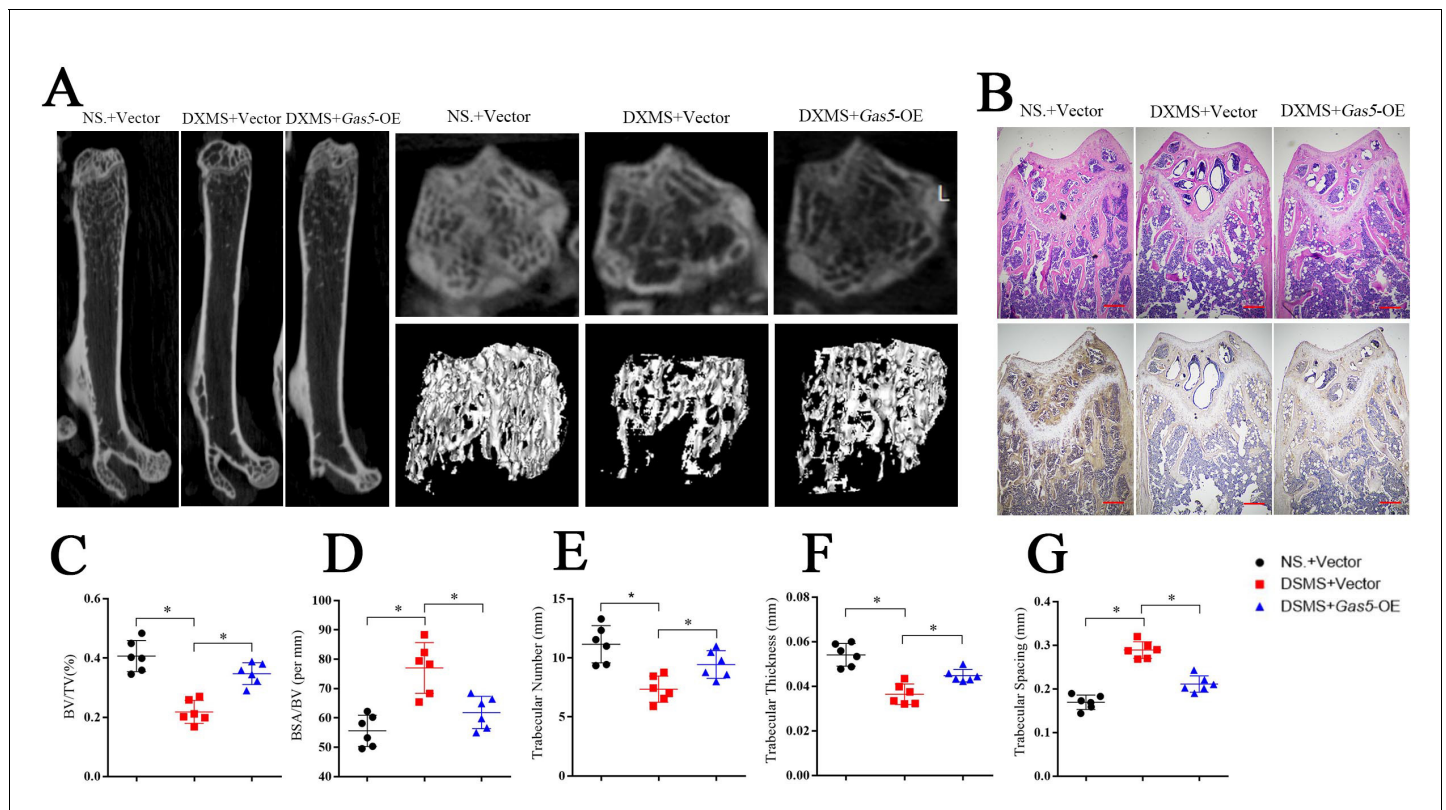 A
NS.+Vector
DXMS+Vector
DXMS+Gas5-OE
NS.+Vector
DXMS+Vector
DXMS+Gas5-OE
L
B
NS.+Vector
DXMS+Vector
DXMS+Gas5-OE
C
BV/TV(%)
0.6
0.4
0.2
0.0
*
*
D
BSA/BV (per mm)
100
90
80
70
60
50
40
*
*
E
Trabecular Number (mm)
15
10
5
0
*
*
F
Trabecular Thickness (mm)
0.08
0.06
0.04
0.02
0.00
*
*
G
Trabecular Spacing (mm)
0.4
0.3
0.2
0.1
0.0
*
*
NS.+Vector
DSMS+Vector
DSMS+Gas5-OE